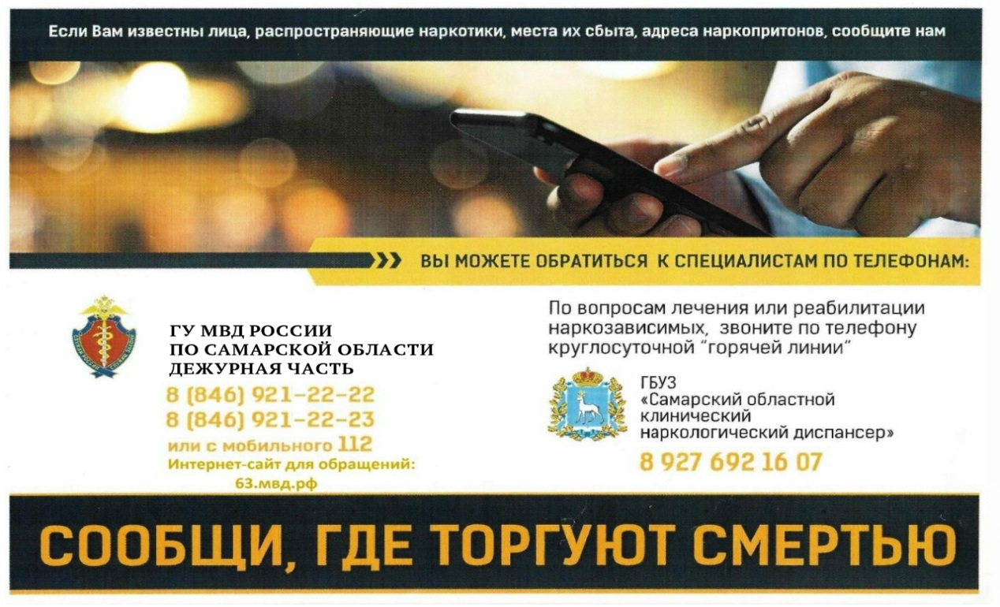 Если Вам известны лица, распространяющие наркотики, места их сбыта, адреса наркопритонов, сообщите нам
ВЫ МОЖЕТЕ ОБРАТИТЬСЯ К СПЕЦИАЛИСТАМ ПО ТЕЛЕФОНАМ:
ГУ МВД РОССИИ
ПО САМАРСКОЙ ОБЛАСТИ
ДЕЖУРНАЯ ЧАСТЬ
8 (846) 921-22-22
8 (846) 921-22-23
или с мобильного 112
Интернет-сайт для обращений:
63.мвд.рф
По вопросам лечения или реабилитации
наркозависимых, звоните по телефону
круглосуточной "горячей линии"
ГБУЗ
«Самарский областной
клинический
наркологический диспансер»
8 927 692 16 07
СООБЩИ, ГДЕ ТОРГУЮТ СМЕРТЬЮ